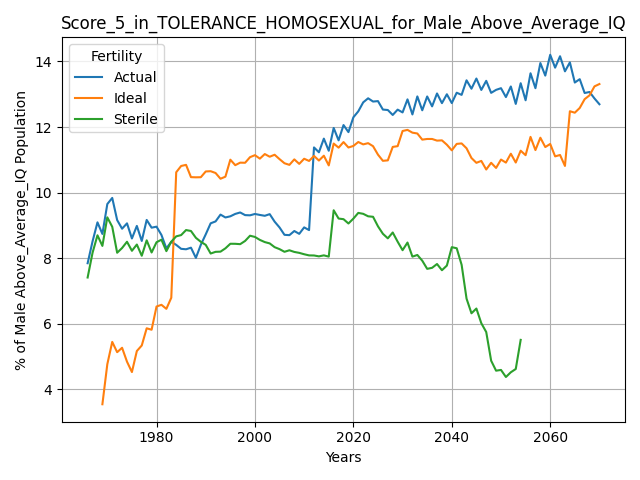 Score_5_in_TOLERANCE_HOMOSEXUAL_for_Male_Above_Average_IQ
Fertility
Actual
Ideal
Sterile
% of Male Above_Average_IQ Population
14
12
10
8
6
4
1980
2000
2020
2040
2060
Years